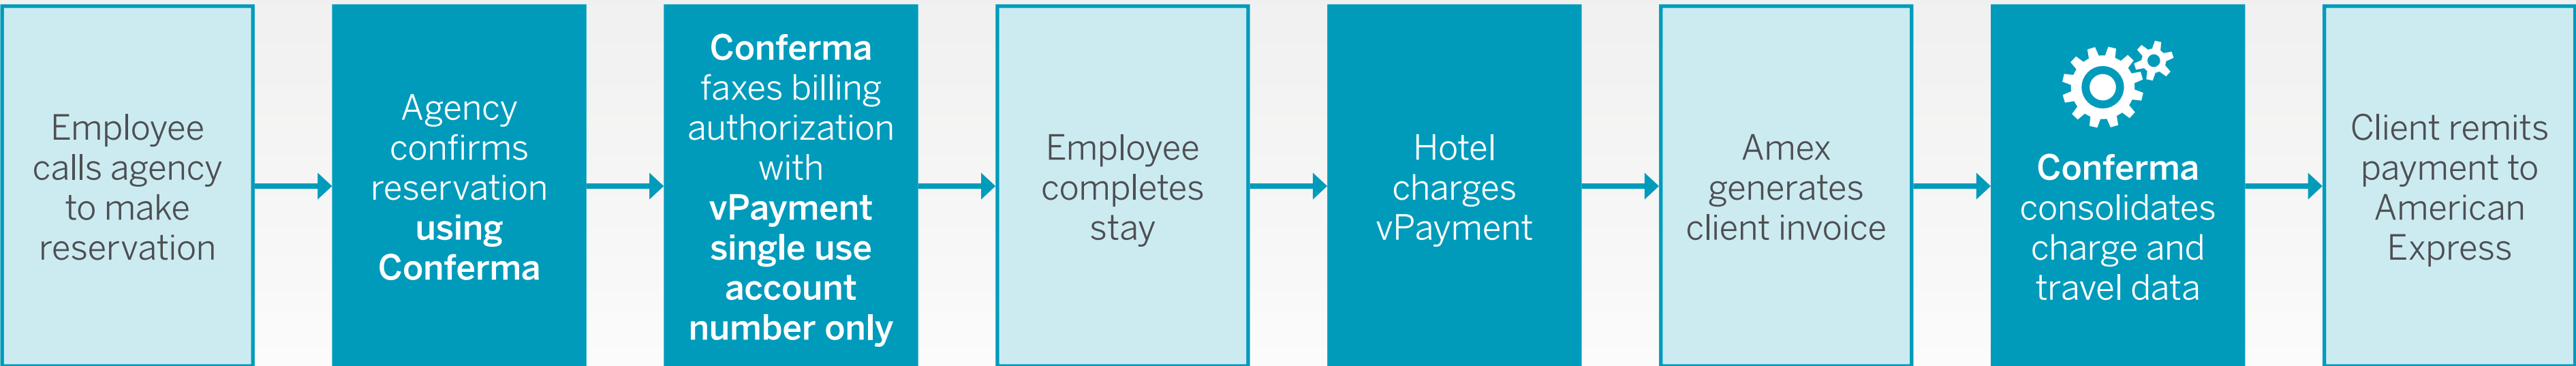 Employee
calls agency
to make
reservation
Agency
confirms
reservation
using
Conferma
Conferma
faxes billing
authorization
with
vPayment
single use
account
number only
Employee
completes
stay
Hotel
charges
vPayment
Amex
generates
client invoice
Conferma
consolidates
charge and
travel data
Client remits
payment to
American
Express